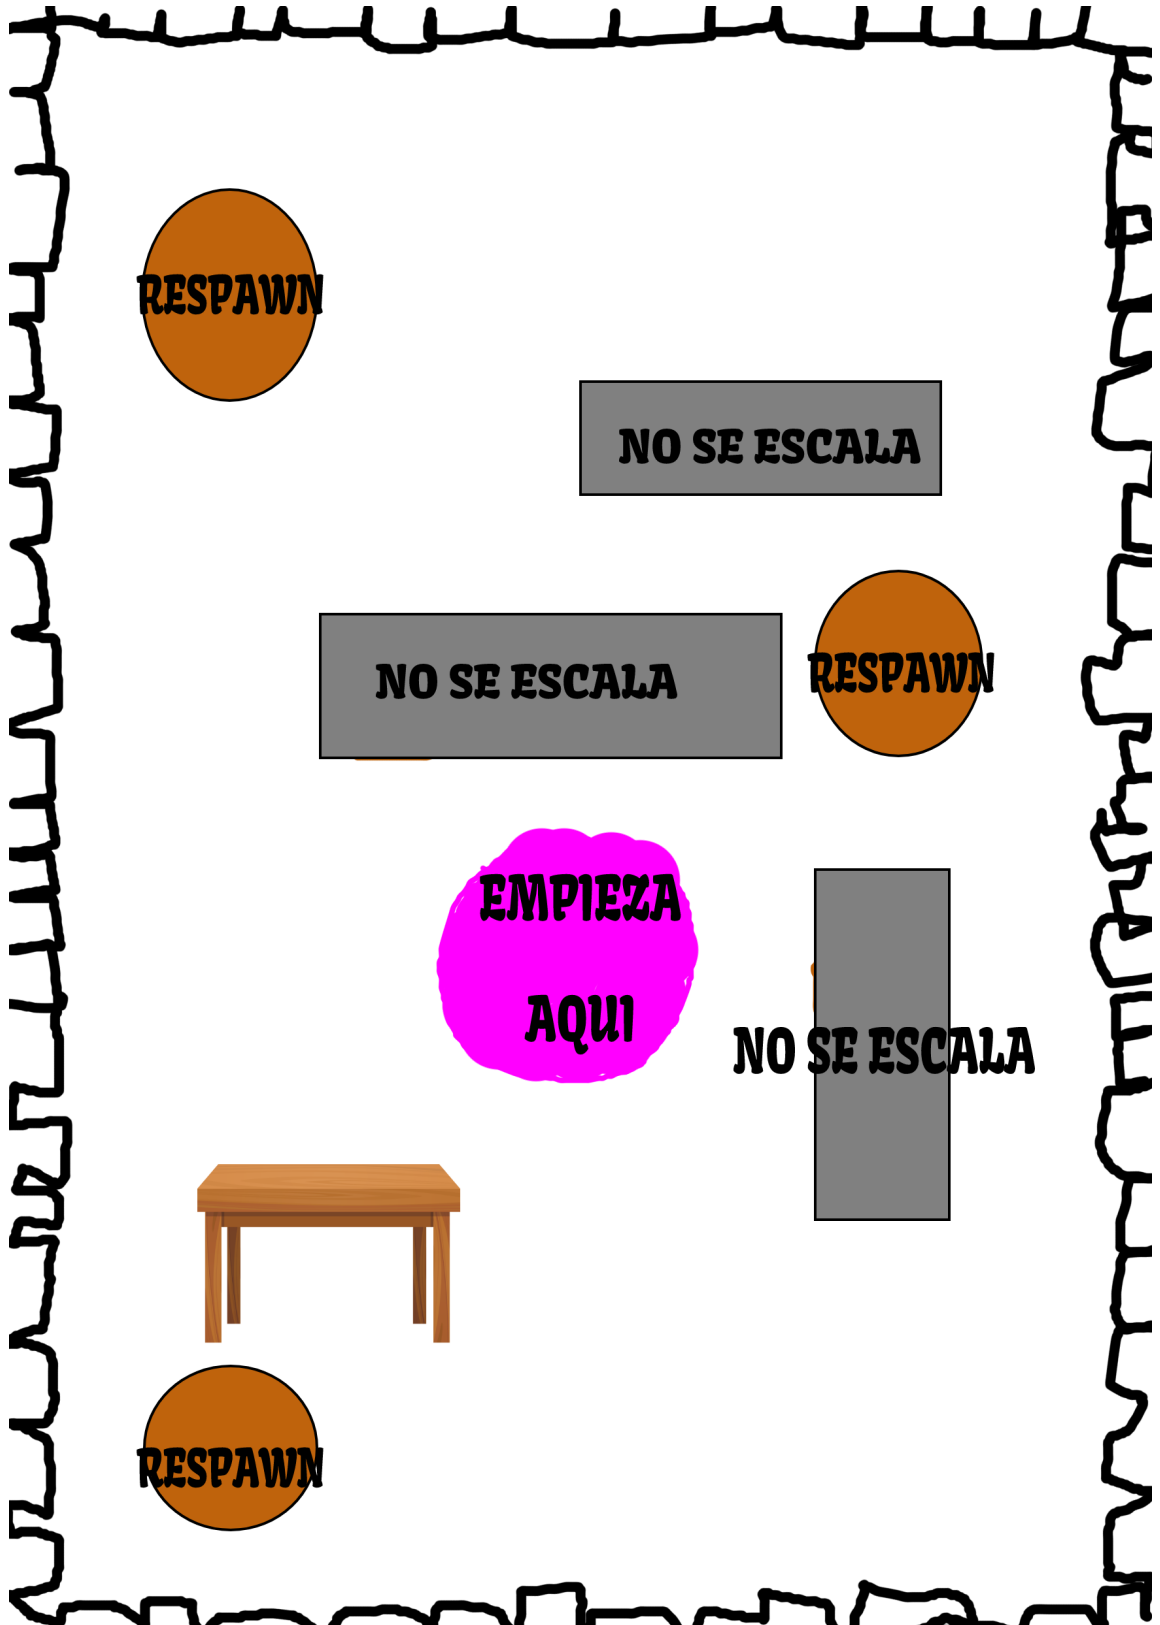 RESPAWN
NO SE ESCALA
NO SE ESCALA
RESPAWN
EMPIEZA
AQUI
NO SE ESCALA
RESPAWN